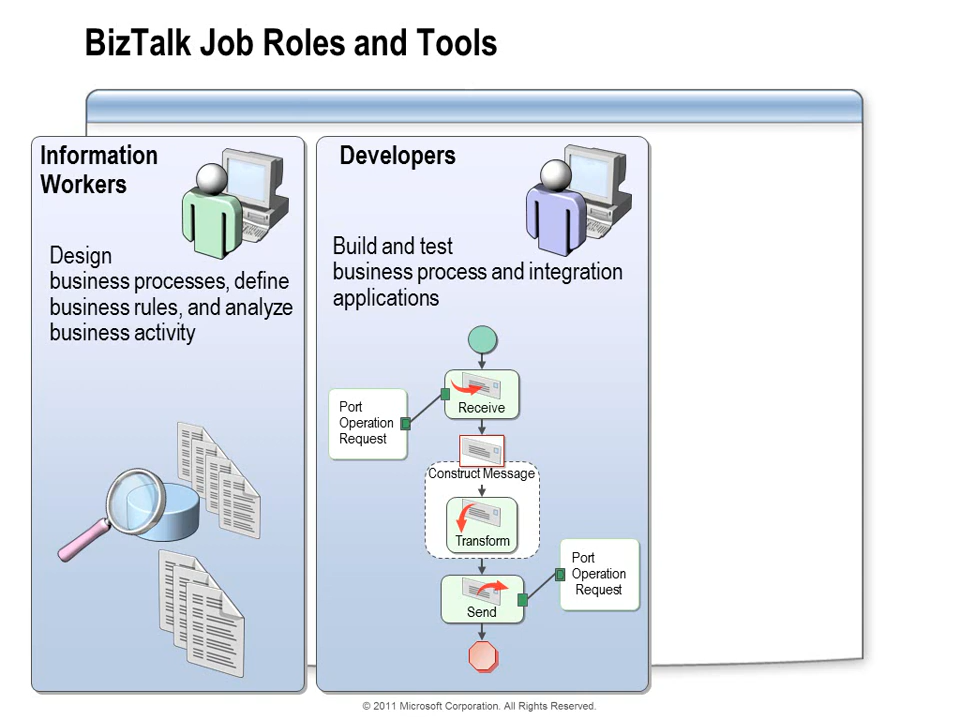 BizTalk Job Roles and Tools
Information
Workers
Design
business processes, define
business rules, and analyze
business activity
Developers
Build and test
business process and integration
applications
Port
Operation
Request
Receive
Construct Message
Transform
Port
Operation
Request
Send
© 2011 Microsoft Corporation. All Rights Reserved.